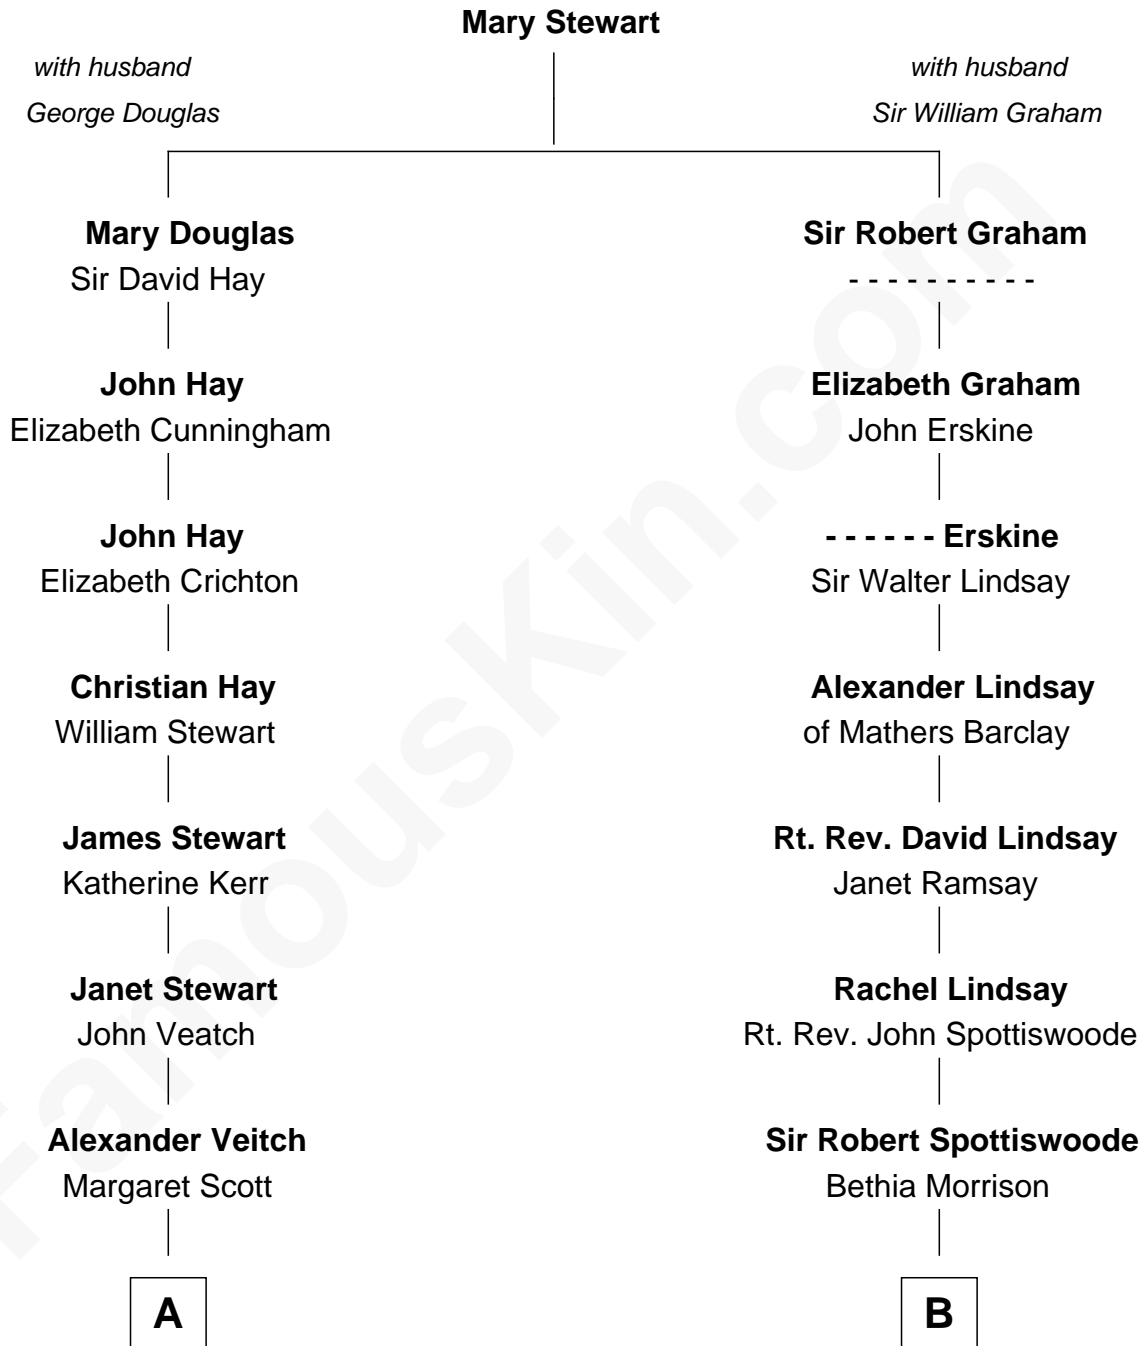 Mary Stewart
with husband
George Douglas
with husband
Sir William Graham
Mary Douglas
Sir David Hay
Sir Robert Graham
- - - - - - - - - -
John Hay
Elizabeth Cunningham
Elizabeth Graham
John Erskine
John Hay
Elizabeth Crichton
- - - - - - Erskine
Sir Walter Lindsay
Christian Hay
William Stewart
Alexander Lindsay
of Mathers Barclay
James Stewart
Katherine Kerr
Rt. Rev. David Lindsay
Janet Ramsay
Janet Stewart
John Veatch
Rachel Lindsay
Rt. Rev. John Spottiswoode
Alexander Veitch
Margaret Scott
Sir Robert Spottiswoode
Bethia Morrison
A
B
FamousKin.com